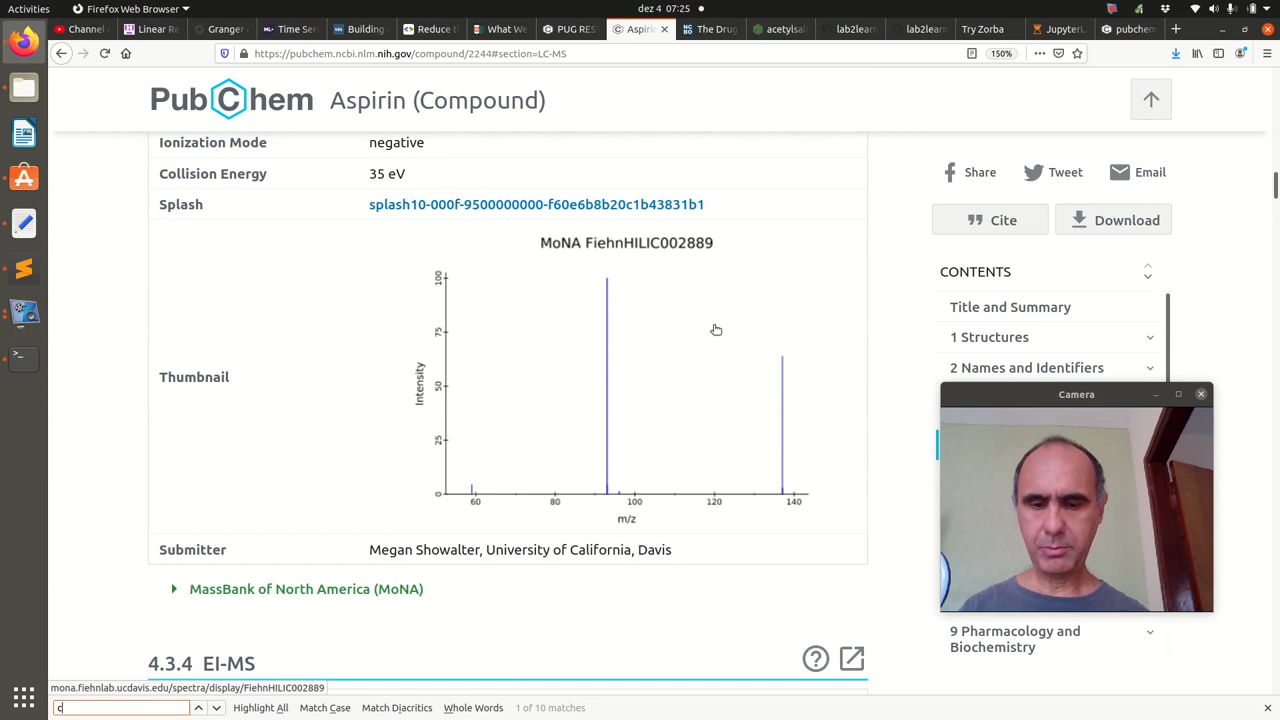 Activities Firefox Web Browser dez 4 07:25
Channel Linear Re Granger Time Seri Building Reduce th What We PUG RES Aspirin The Drug acetylsali lab2learn lab2learn Try Zorba JupyterL pubchem
https://pubchem.ncbi.nlm.nih.gov/compound/2244#section=LC-MS 150%
PubChem Aspirin (Compound)
Ionization Mode negative
Collision Energy 35 eV
Splash splash10-000f-9500000000-f60e6b8b20c1b43831b1
Share Tweet Email
Cite Download
MoNA FiehnHILIC002889
CONTENTS
Title and Summary
1 Structures
2 Names and Identifiers
Camera
100
75
50
25
0
Intensity
Thumbnail
60 80 100 120 140
m/z
Submitter Megan Showalter, University of California, Davis
MassBank of North America (MoNA)
9 Pharmacology and
Biochemistry
4.3.4 EI-MS
mona.fiehnlab.ucdavis.edu/spectra/display/FiehnHILIC002889
c Highlight All Match Case Match Diacritics Whole Words 1 of 10 matches